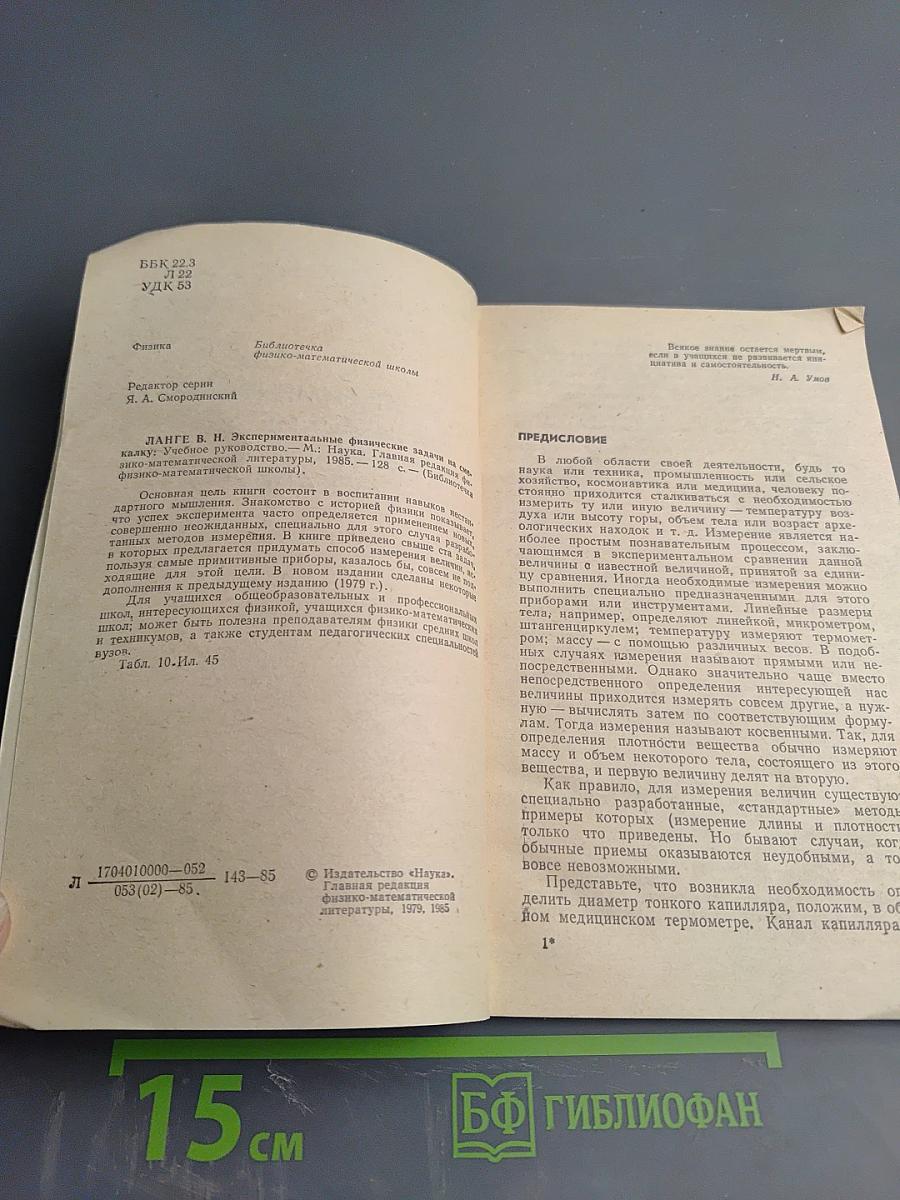 ББК 22.3
Л 22
УДК 53
Физика
Библиотечка
физико-математической школы
Редактор серии
Я. А. Смородинский
ЛАНГЕ В. Н. Экспериментальные физические задачи на сме-
калку: Учебное руководство.— М.: Наука. Главная редакция фи-
зико-математической литературы, 1985. — 128 с. — (Библиотечка
физико-математической школы).
Основная цель книги состоит в воспитании навыков нестан-
дартного мышления. Знакомство с историей физики показывает,
что успех эксперимента часто определяется применением новых,
совершенно неожиданных, специально для этого случая разрабо-
танных методов измерения. В книге приведено свыше ста задач,
в которых предлагается придумать способ измерения величин, ис-
пользуя самые примитивные приборы, казалось бы, совсем не под-
ходящие для этой цели. В новом издании сделаны некоторые
дополнения к предыдущему изданию (1979 г.).
Для учащихся общеобразовательных и профессиональных
школ, интересующихся физикой, учащихся физико-математических
школ; может быть полезна преподавателям физики средних школ
и техникумов, а также студентам педагогических специальностей
вузов.
Табл. 10. Ил. 45
Л 1704010000—052 143—85
053(02)—85.
© Издательство «Наука».
Главная редакция
физико-математической
литературы, 1979, 1985
Всякое знание остается мертвым,
если в учащихся не развивается ини-
циатива и самостоятельность.
Н. А. Умов
ПРЕДИСЛОВИЕ
В любой области своей деятельности, будь то
наука или техника, промышленность или сельское
хозяйство, космонавтика или медицина, человеку по-
стоянно приходится сталкиваться с необходимостью
измерить ту или иную величину — температуру воз-
духа или высоту горы, объем тела или возраст архе-
ологических находок и т. д. Измерение является на-
иболее простым познавательным процессом, заклю-
чающимся в экспериментальном сравнении данной
величины с известной величиной, принятой за едини-
цу сравнения. Иногда необходимые измерения можно
выполнить специально предназначенными для этого
приборами или инструментами. Линейные размеры
тела, например, определяют линейкой, микрометром,
штангенциркулем; температуру измеряют термомет-
ром; массу — с помощью различных весов. В подоб-
ных случаях измерения называют прямыми или не-
посредственными. Однако значительно чаще вместо
непосредственного определения интересующей нас
величины приходится измерять совсем другие, а нуж-
ную — вычислять затем по соответствующим форму-
лам. Тогда измерения называют косвенными. Так, для
определения плотности вещества обычно измеряют
массу и объем некоторого тела, состоящего из этого
вещества, и первую величину делят на вторую.
Как правило, для измерения величин существуют
специально разработанные, «стандартные» методы
примеры которых (измерение длины и плотности
только что приведены. Но бывают случаи, ког
обычные приемы оказываются неудобными, а то
вовсе невозможными.
Представьте, что возникла необходимость оп
делить диаметр тонкого капилляра, положим, в об
ном медицинском термометре. Канал капилляра
1*
15 см
БФ ГИБЛИОФАН